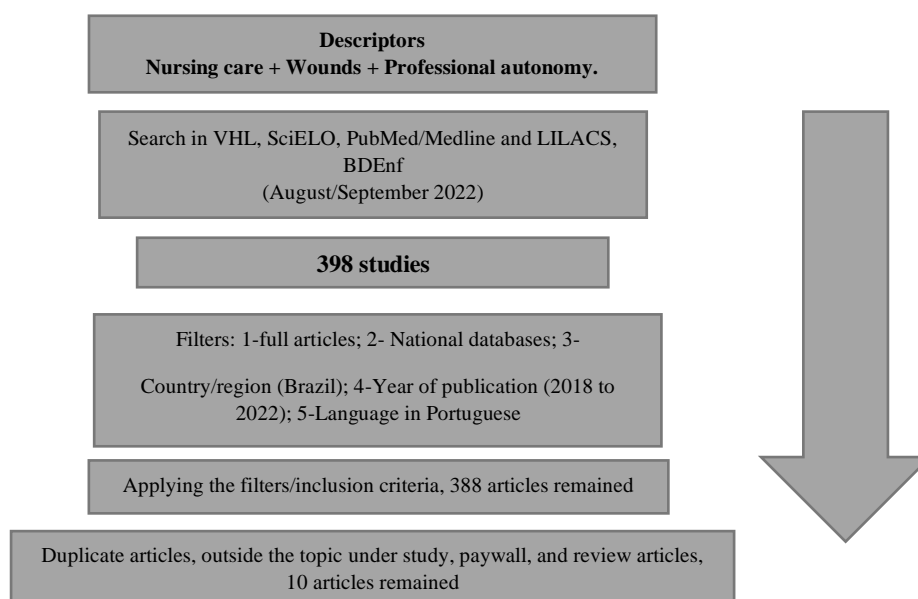 Descriptors
Nursing care + Wounds + Professional autonomy.
Search in VHL, SciELO, PubMed/Medline and LILACS,
BDEnf
(August/September 2022)
398 studies
Filters: 1-full articles; 2- National databases; 3-
Country/region (Brazil); 4-Year of publication (2018 to
2022); 5-Language in Portuguese
Applying the filters/inclusion criteria, 388 articles remained
Duplicate articles, outside the topic under study, paywall, and review articles,
10 articles remained